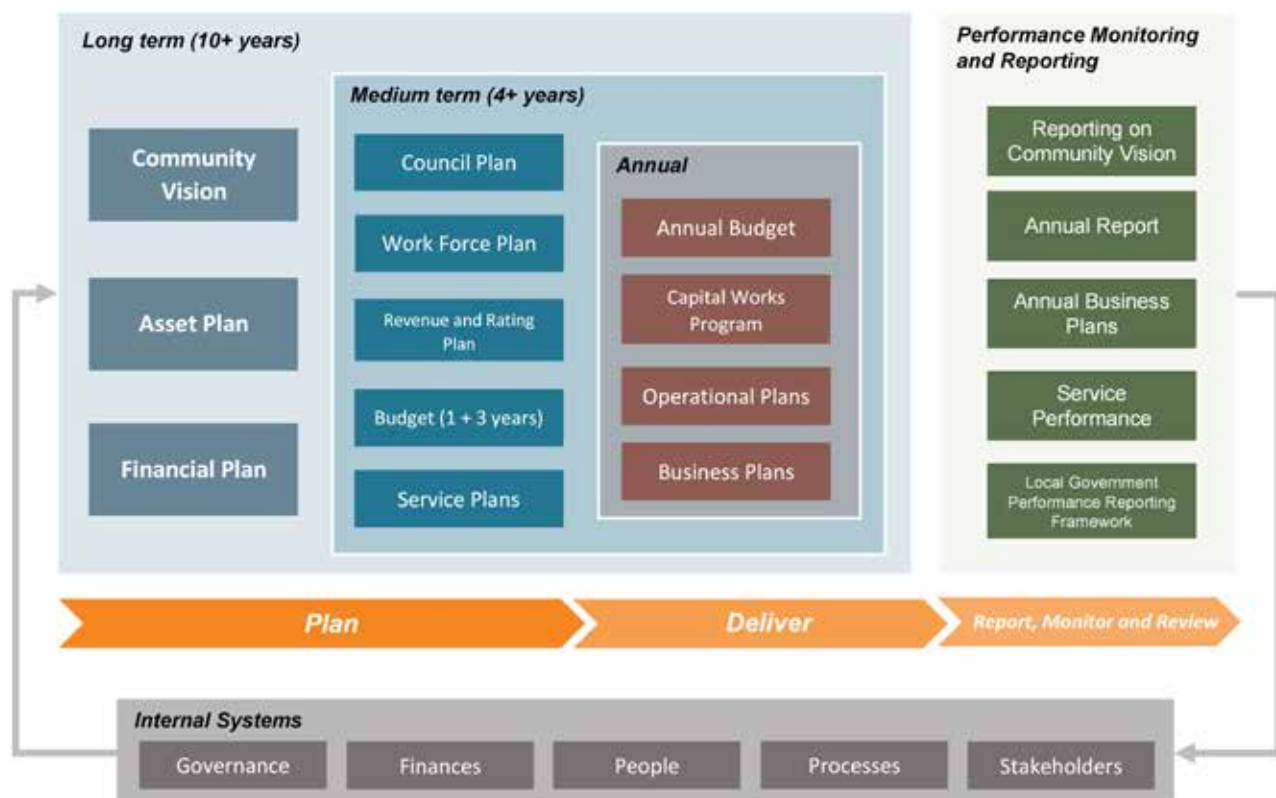 Long term (10+ years)
Community
Vision
Asset Plan
Financial Plan
Medium term (4+ years)
Council Plan
Work Force Plan
Revenue and Rating
Plan
Budget (1 + 3 years)
Service Plans
Annual
Annual Budget
Capital Works
Program
Operational Plans
Business Plans
Performance Monitoring
and Reporting
Reporting on
Community Vision
Annual Report
Annual Business
Plans
Service
Performance
Local Government
Performance Reporting
Framework
Plan
Deliver
Report, Monitor and Review
Internal Systems
Governance
Finances
People
Processes
Stakeholders